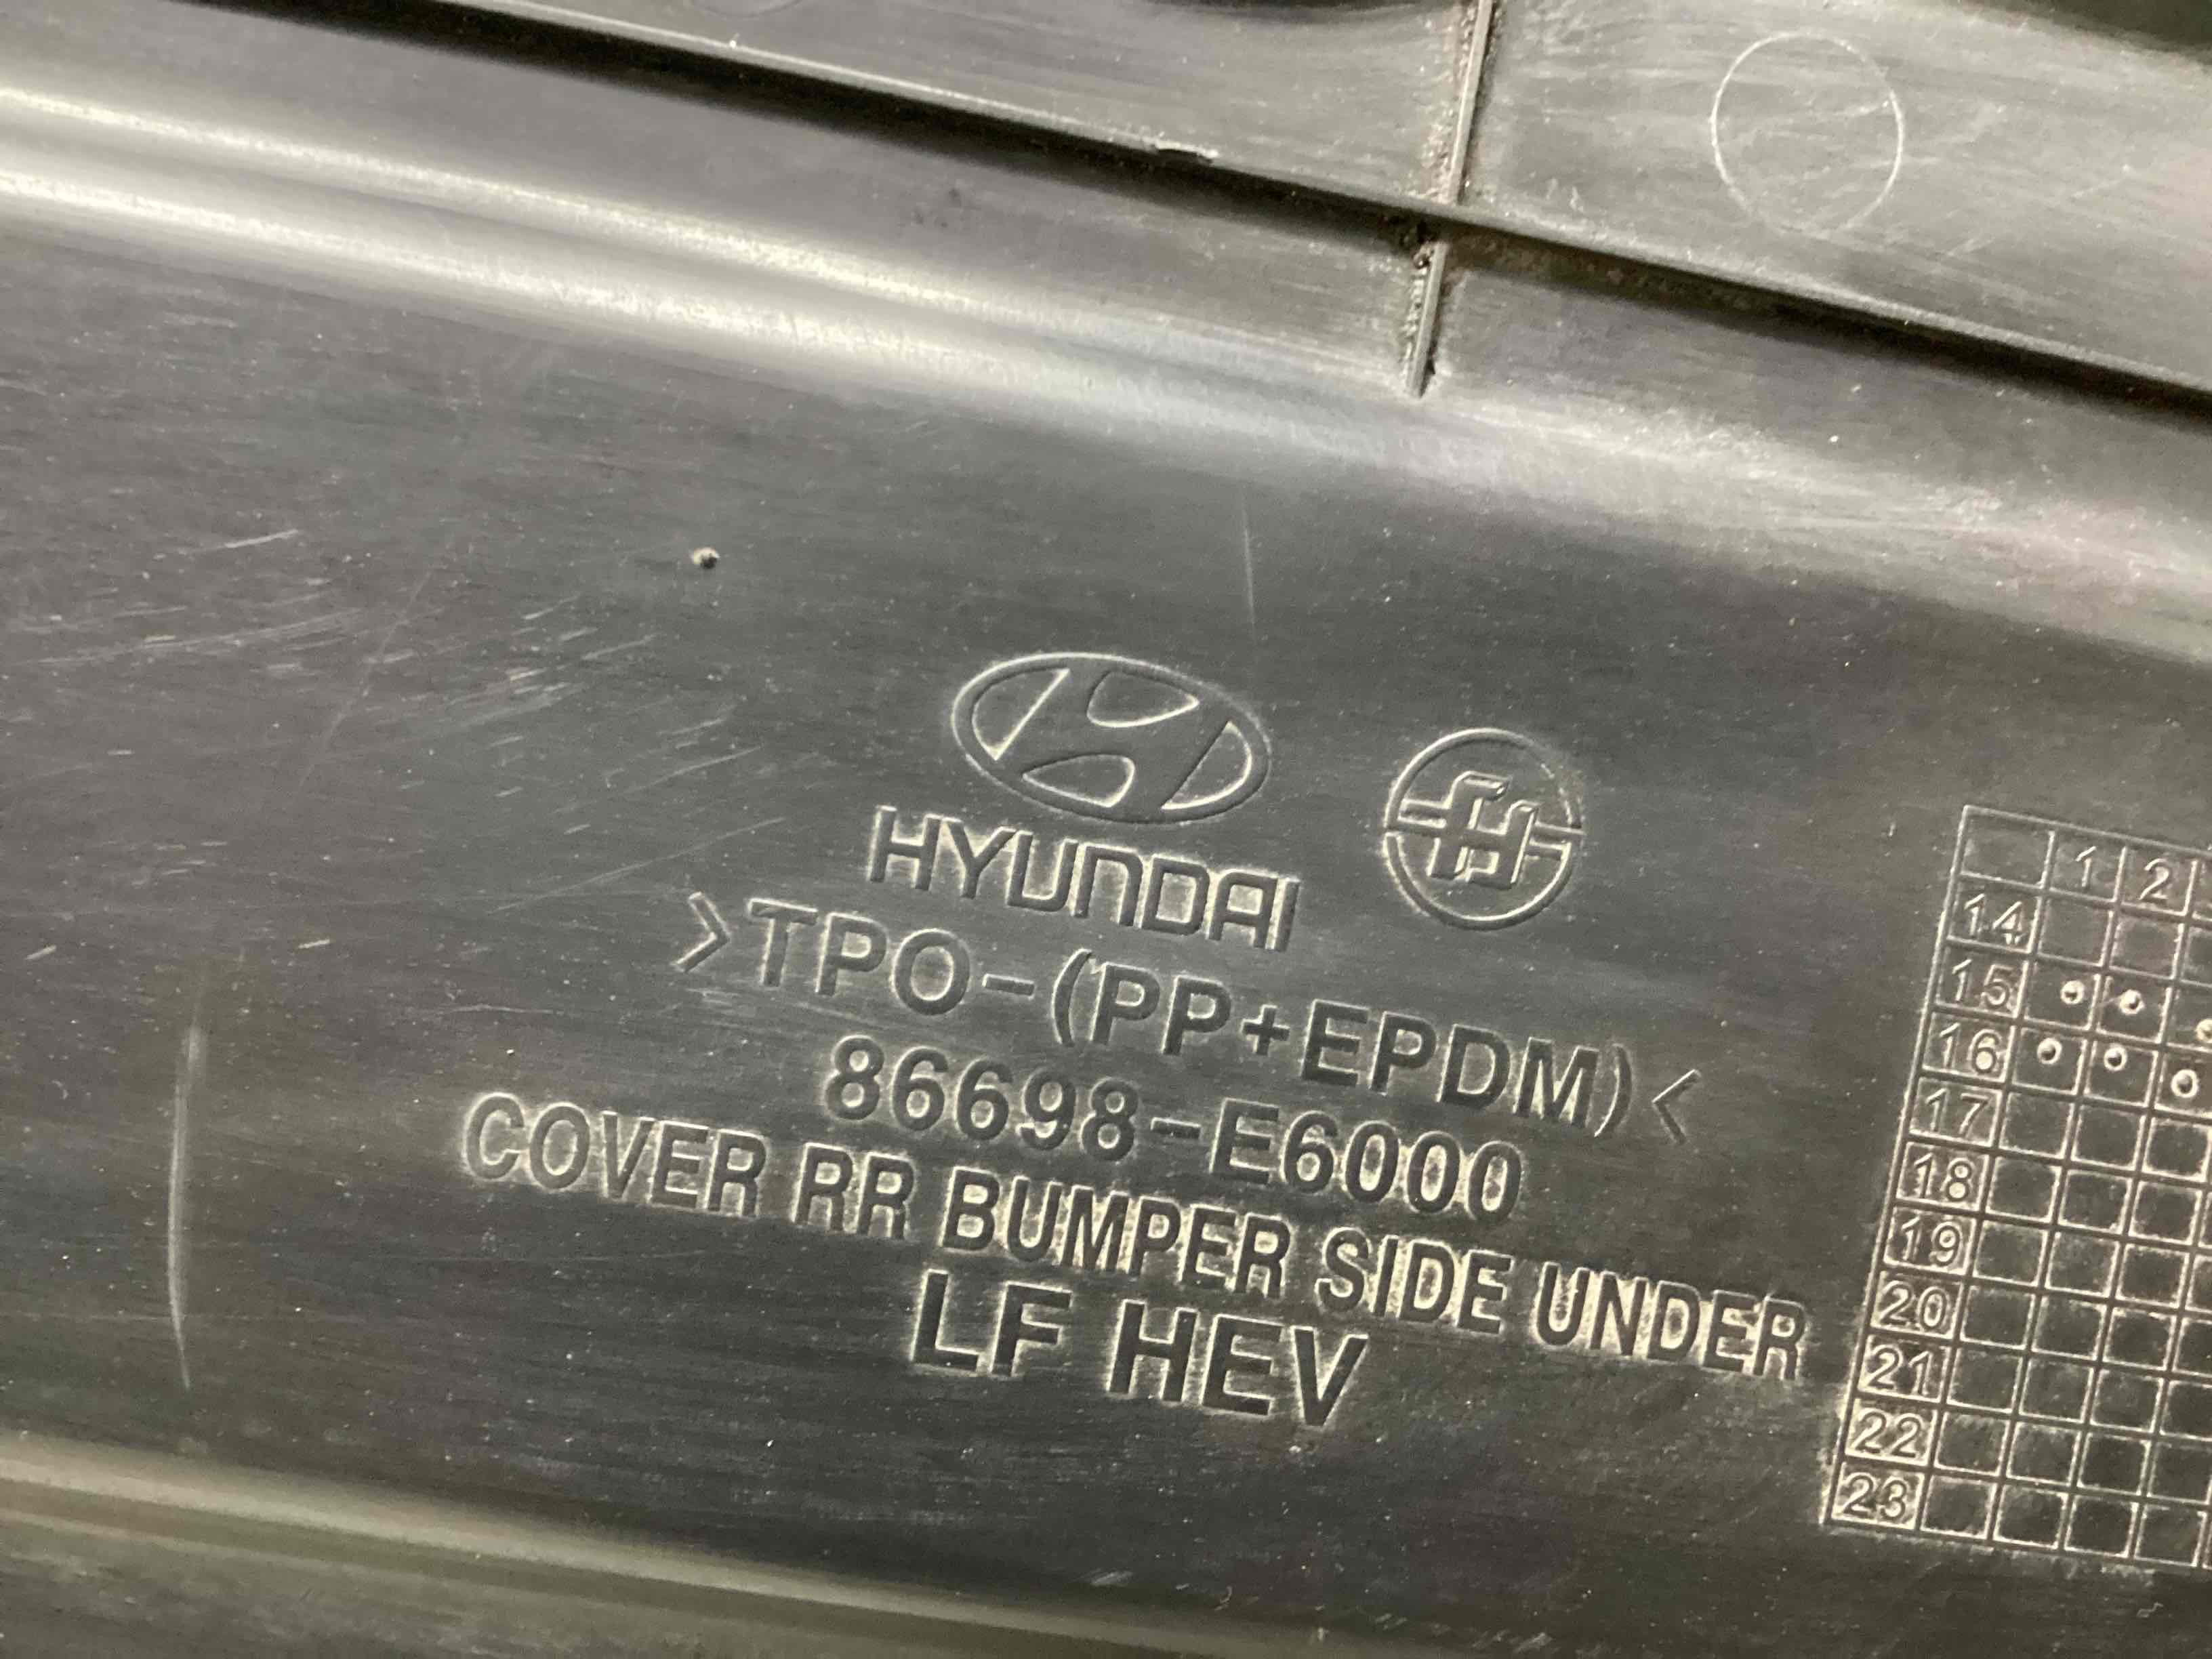 HYUNDAI
>TPO-(PP+EPDM)<
86698-E6000
COVER RR BUMPER SIDE UNDER
LF HEV
1 2
14
15
16
17
18
19
20
21
22
23